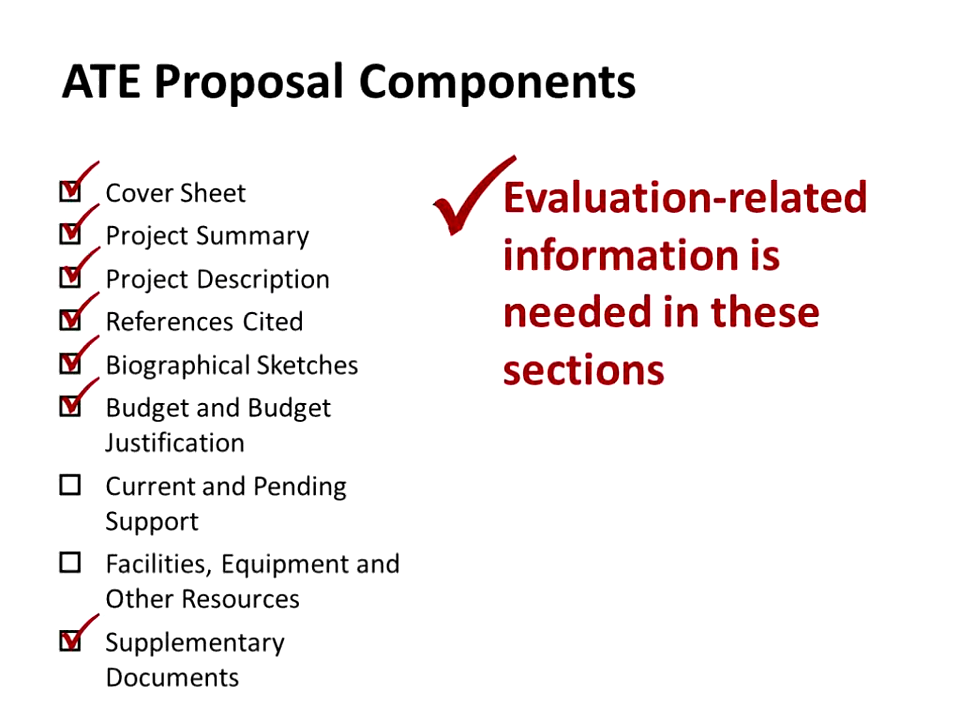 ATE Proposal Components
Cover Sheet
Project Summary
Project Description
References Cited
Biographical Sketches
Budget and Budget
Justification
Current and Pending
Support
Facilities, Equipment and
Other Resources
Supplementary
Documents
Evaluation-related
information is
needed in these
sections